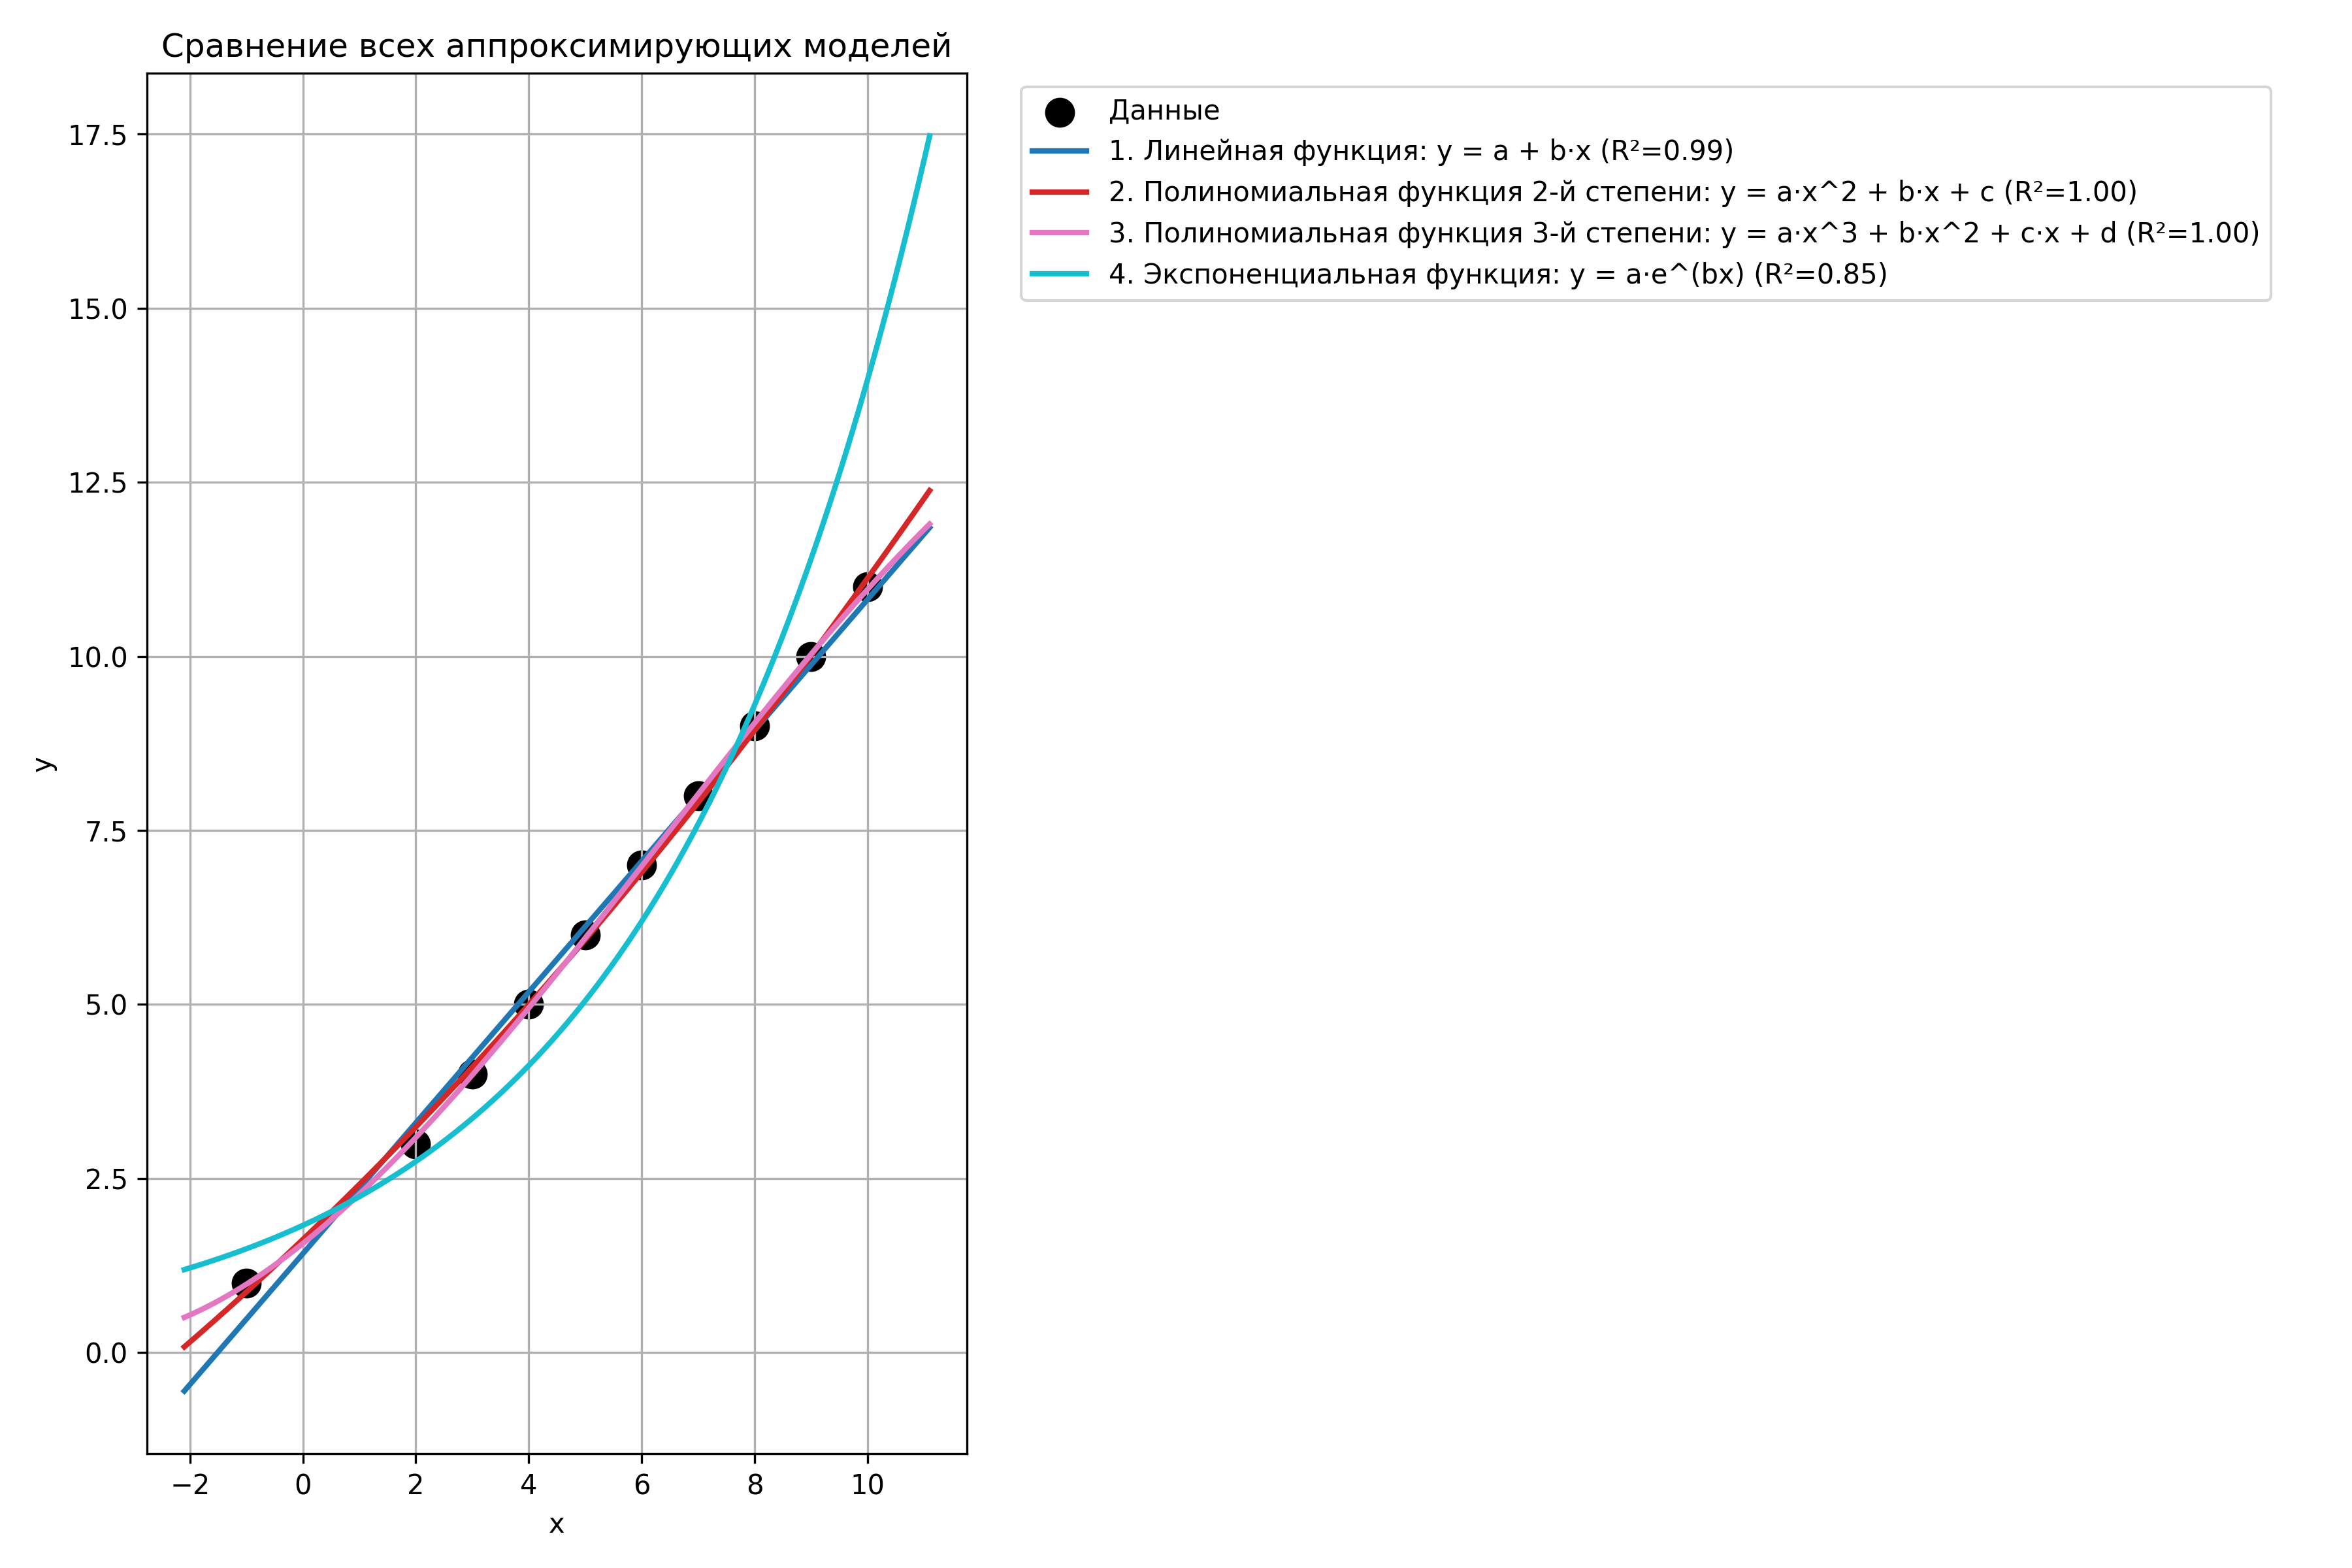 Сравнение всех аппроксимирующих моделей
17.5
15.0
12.5
10.0
7.5
5.0
2.5
0.0
y
−2 0 2 4 6 8 10
x
Данные
1. Линейная функция: y = a + b·x (R²=0.99)
2. Полиномиальная функция 2-й степени: y = a·x^2 + b·x + c (R²=1.00)
3. Полиномиальная функция 3-й степени: y = a·x^3 + b·x^2 + c·x + d (R²=1.00)
4. Экспоненциальная функция: y = a·e^(bx) (R²=0.85)